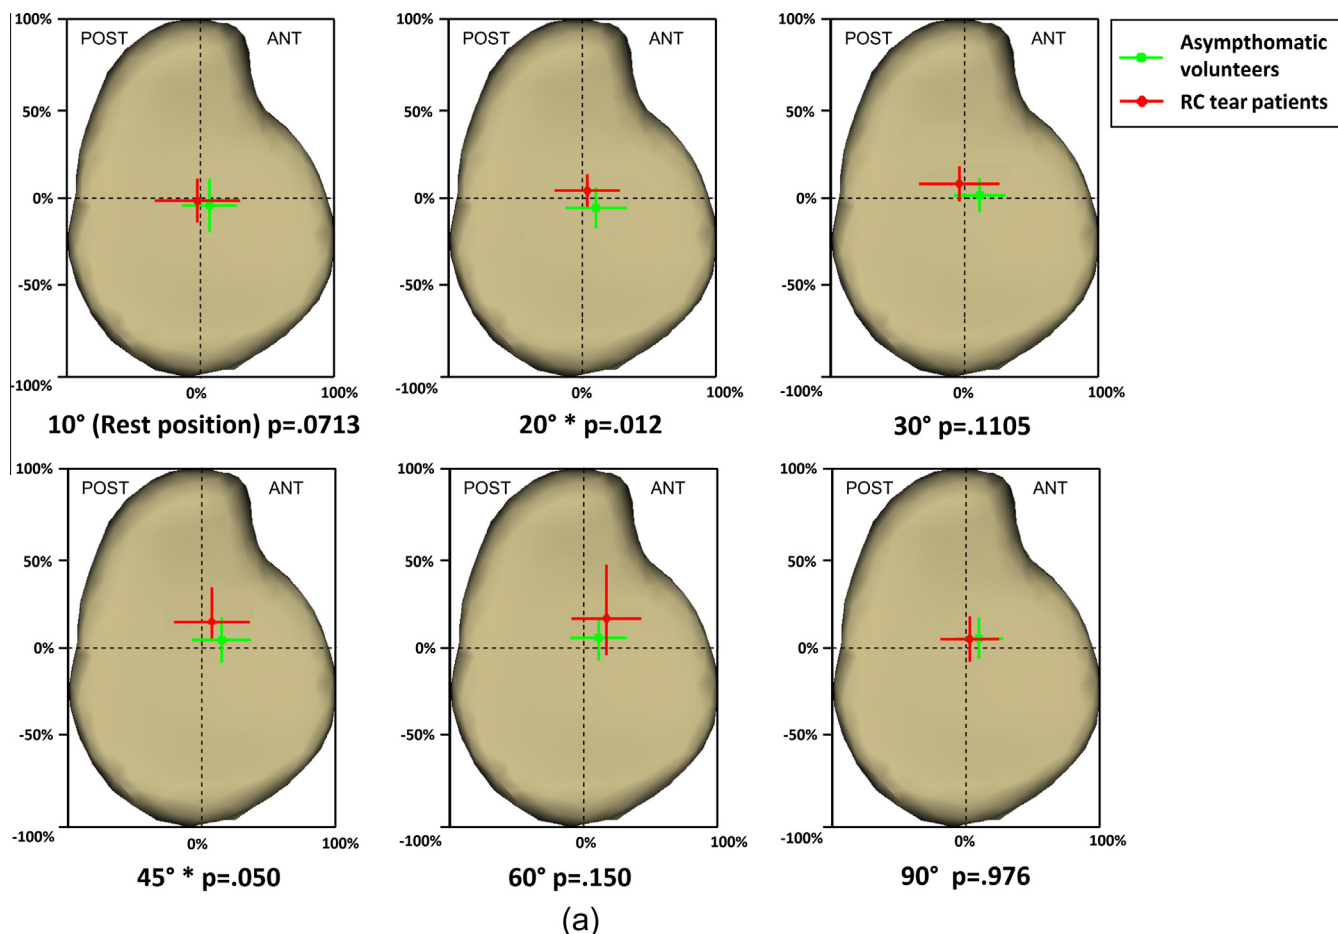 100%
POST
ANT
50%
0%
-50%
-100%
0%
100%
10° (Rest position) p=.0713
100%
50%
0%
-50%
-100%
POST
ANT
0%
100%
20° * p=.012
100%
50%
0%
-50%
-100%
POST
ANT
0%
100%
30° p=.1105
Asympthomatic
volunteers
RC tear patients
100%
50%
0%
-50%
-100%
POST
ANT
0%
100%
45° * p=.050
100%
50%
0%
-50%
-100%
POST
ANT
0%
100%
60° p=.150
100%
50%
0%
-50%
-100%
POST
ANT
0%
100%
90° p=.976
(a)